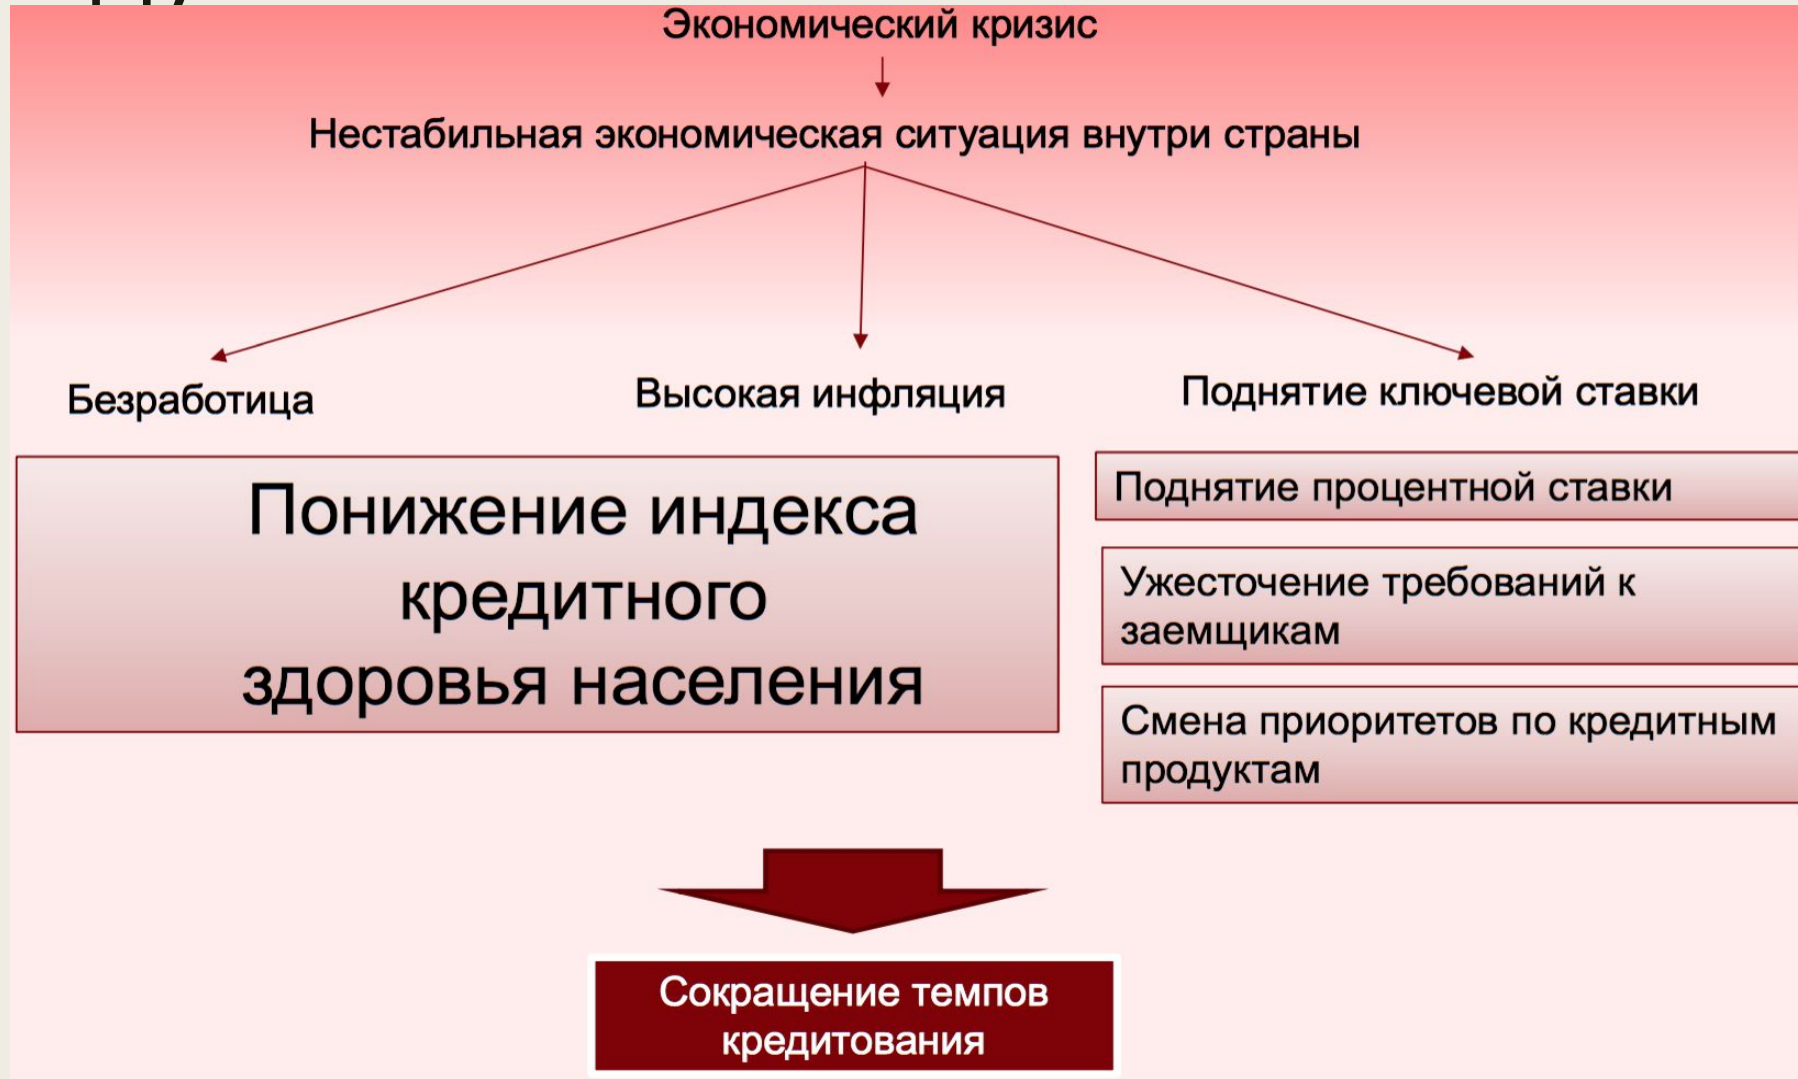 Экономический кризис
Нестабильная экономическая ситуация внутри страны
Безработица
Высокая инфляция
Поднятие ключевой ставки
Понижение индекса
кредитного
здоровья населения
Поднятие процентной ставки
Ужесточение требований к
заемщикам
Смена приоритетов по кредитным
продуктам
Сокращение темпов
кредитования